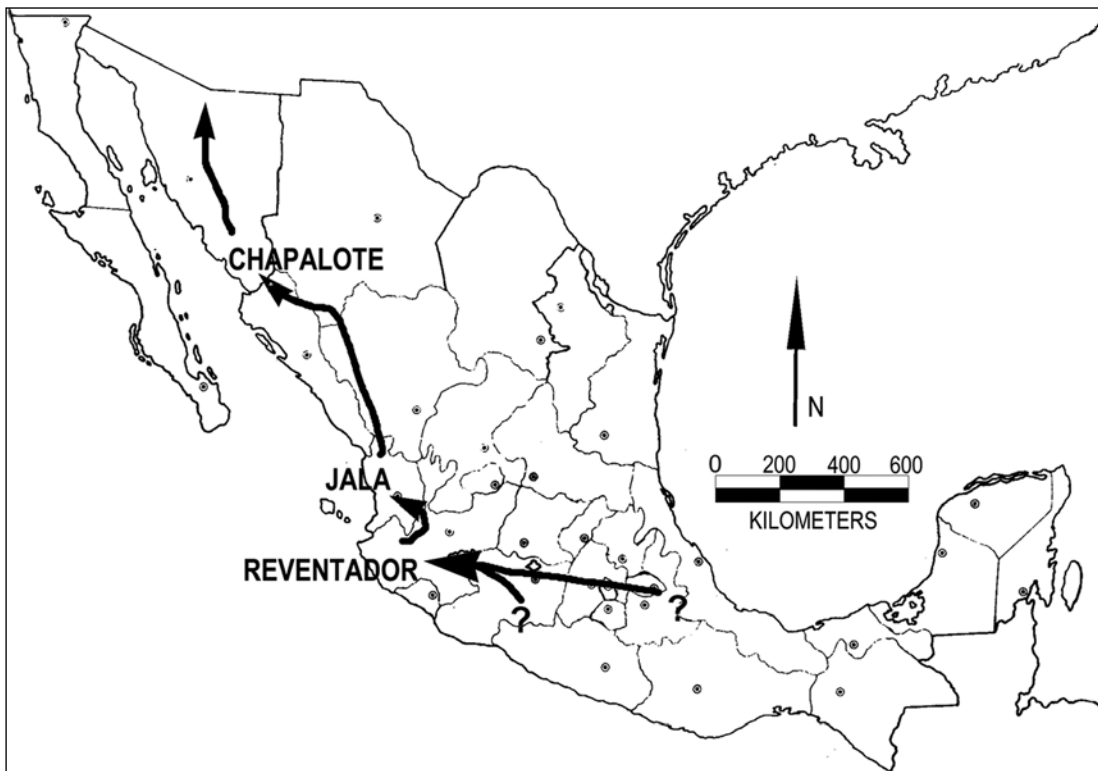 CHAPALOTE
N
0 200 400 600
KILOMETERS
JALA
REVENTADOR
?
?